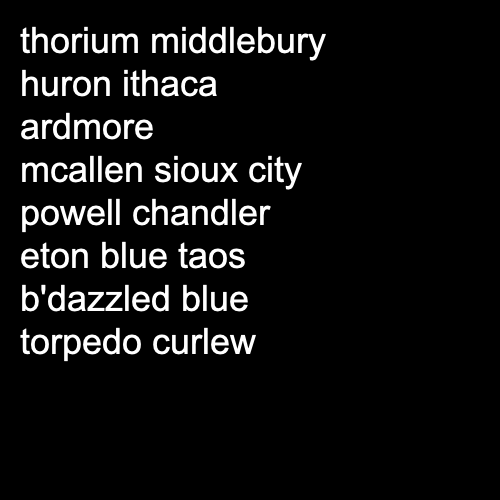 thorium middlebury
huron ithaca
ardmore
mcallen sioux city
powell chandler
eton blue taos
b'dazzled blue
torpedo curlew